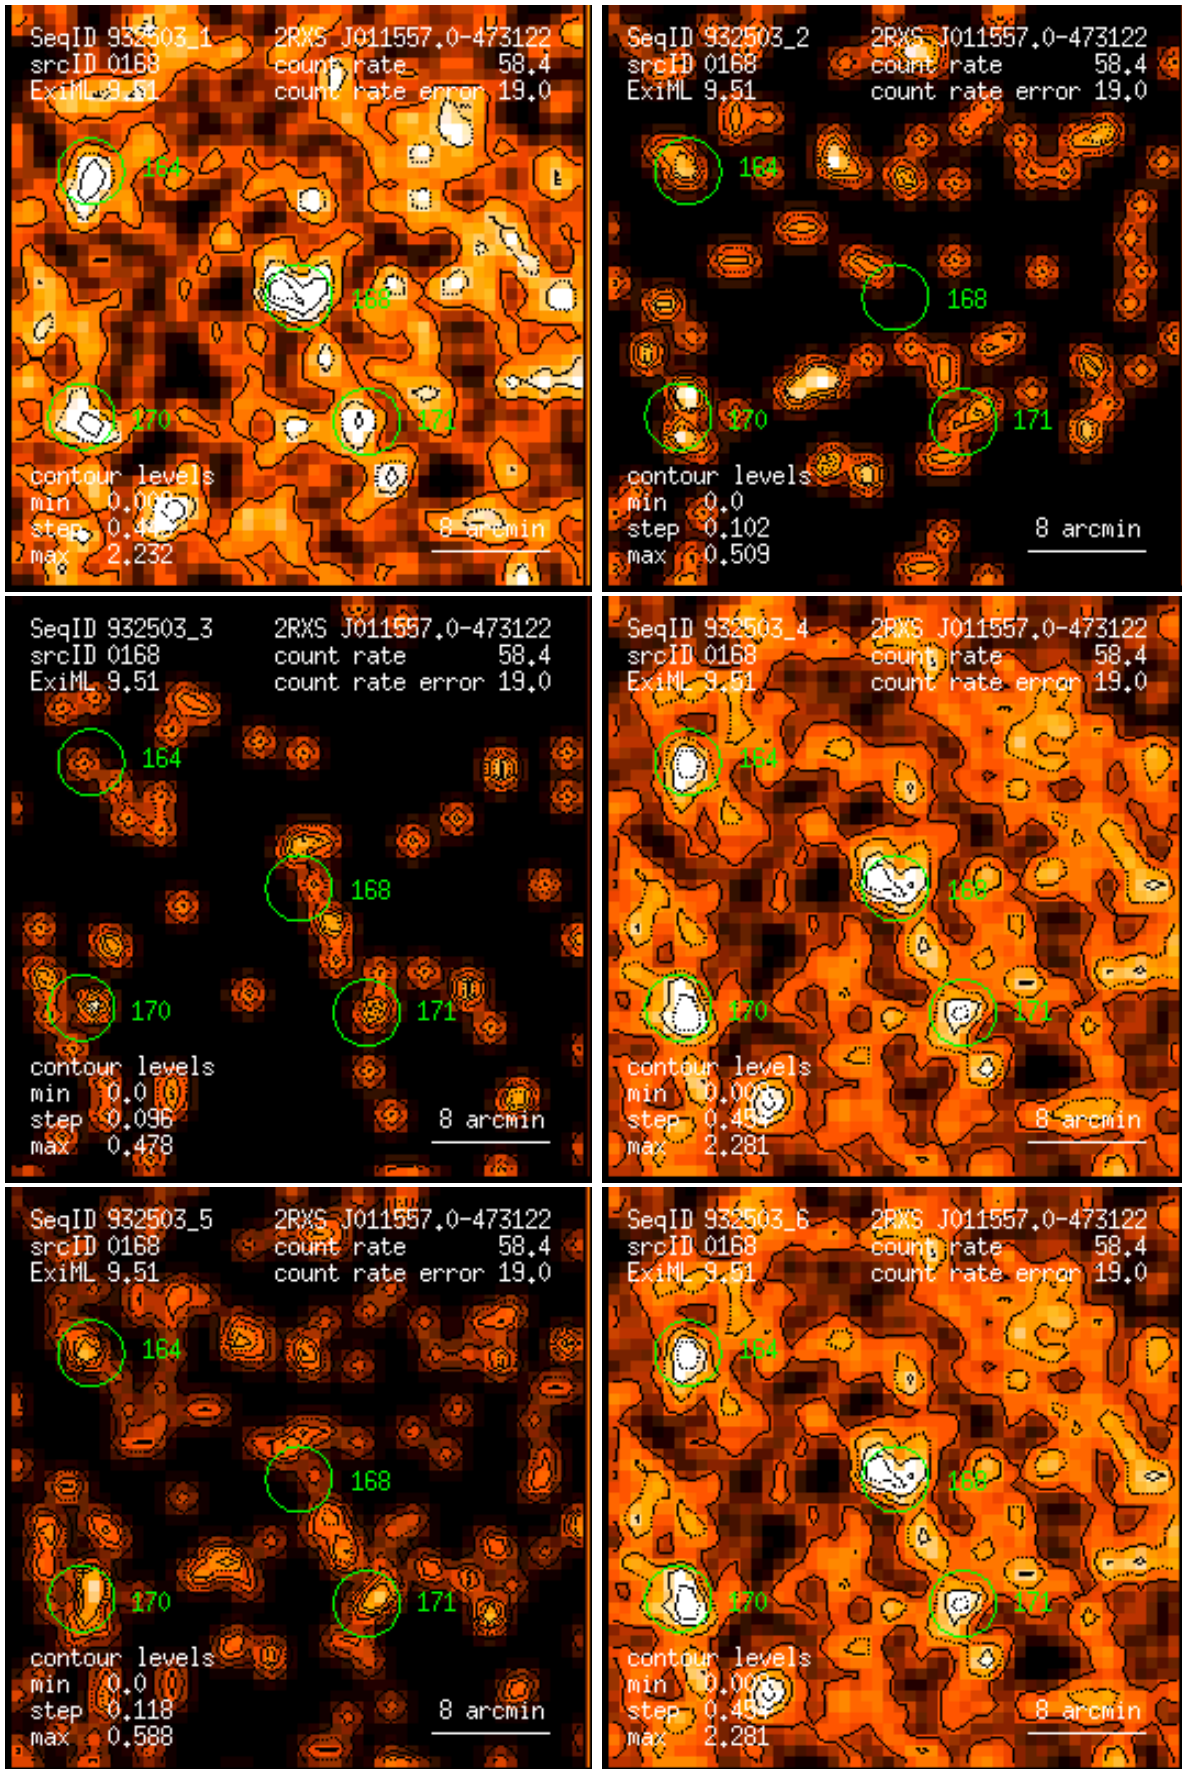 SeqID 932503_1 2RXS J011557.0-473122
srcID 0168 count rate 58.4
ExiML 9.51 count rate error 19.0
164
168
170 171
contour levels
min
step
max 2.232
8 arcmin
SeqID 932503_2 2RXS J011557.0-473122
srcID 0168 count rate 58.4
ExiML 9.51 count rate error 19.0
164
168
170 171
contour levels
min 0.0
step 0.102
max 0.509
8 arcmin
SeqID 932503_3 2RXS J011557.0-473122
srcID 0168 count rate 58.4
ExiML 9.51 count rate error 19.0
164
168
170 171
contour levels
min 0.0
step 0.096
max 0.478
8 arcmin
SeqID 932503_4 2RXS J011557.0-473122
srcID 0168 count rate 58.4
ExiML 9.51 count rate error 19.0
164
168
170 171
contour levels
min
step
max 2.281
8 arcmin
SeqID 932503_5 2RXS J011557.0-473122
srcID 0168 count rate 58.4
ExiML 9.51 count rate error 19.0
164
168
170 171
contour levels
min 0.0
step 0.118
max 0.588
8 arcmin
SeqID 932503_6 2RXS J011557.0-473122
srcID 0168 count rate 58.4
ExiML 9.51 count rate error 19.0
164
168
170 171
contour levels
min
step
max 2.281
8 arcmin